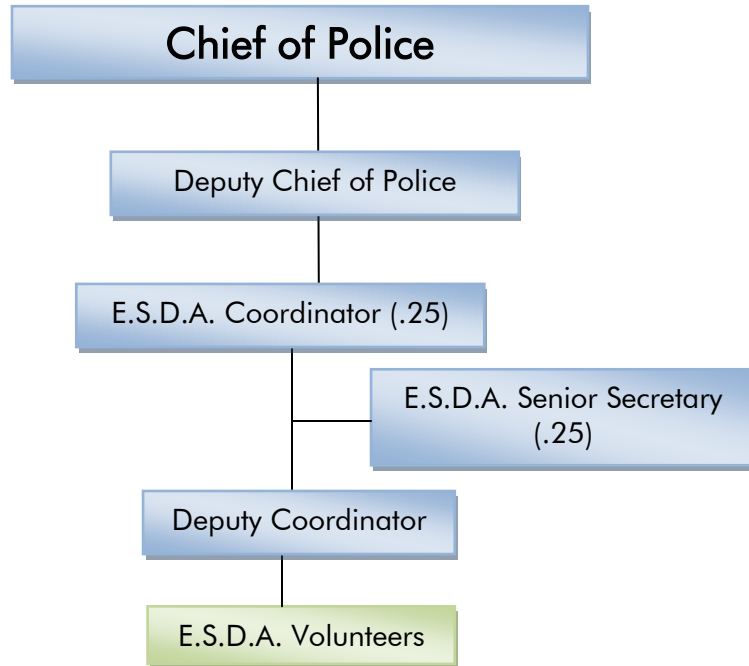 Chief of Police
Deputy Chief of Police
E.S.D.A. Coordinator (.25)
E.S.D.A. Senior Secretary
(.25)
Deputy Coordinator
E.S.D.A. Volunteers